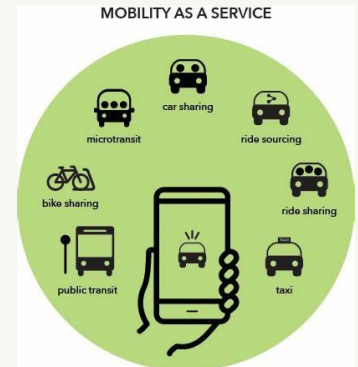 MOBILITY AS A SERVICE
car sharing
microtransit
ride sourcing
bike sharing
ride sharing
public transit
taxi